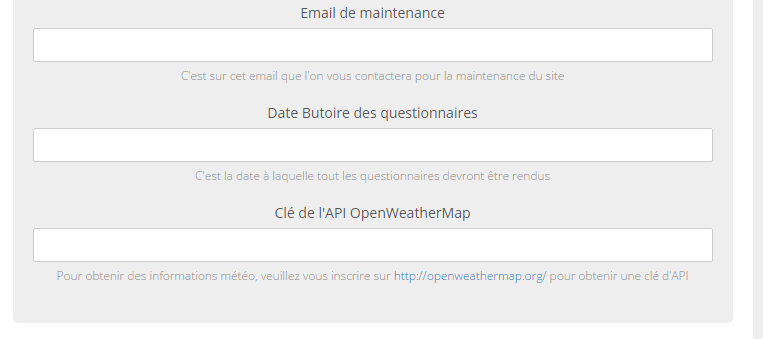 Email de maintenance
C'est sur cet email que l'on vous contactera pour la maintenance du site
Date Butoire des questionnaires
C'est la date à laquelle tout les questionnaires devront être rendus
Clé de l'API OpenWeatherMap
Pour obtenir des informations météo, veuillez vous inscrire sur http://openweathermap.org/ pour obtenir une clé d'API